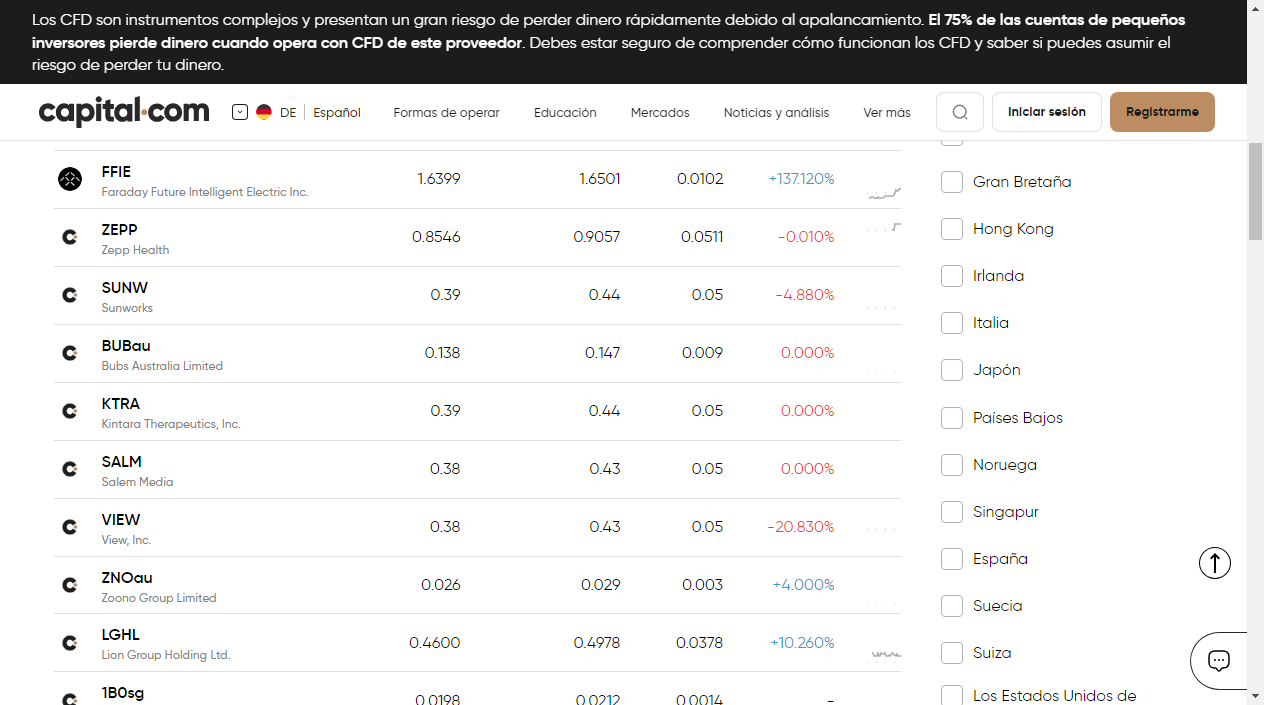 Los CFD son instrumentos complejos y presentan un gran riesgo de perder dinero rápidamente debido al apalancamiento. El 75% de las cuentas de pequeños
inversores pierde dinero cuando opera con CFD de este proveedor. Debes estar seguro de comprender cómo funcionan los CFD y saber si puedes asumir el
riesgo de perder tu dinero.
capital.com DE Español Formas de operar Educación Mercados Noticias y análisis Ver más Iniciar sesión Registrarme
FFIE 1.6399 1.6501 0.0102 +137.120%
Faraday Future Intelligent Electric Inc.
ZEPP 0.8546 0.9057 0.0511 -0.010%
Zepp Health
SUNW 0.39 0.44 0.05 -4.880%
Sunworks
BUBau 0.138 0.147 0.009 0.000%
Bubs Australia Limited
KTRA 0.39 0.44 0.05 0.000%
Kintara Therapeutics, Inc.
SALM 0.38 0.43 0.05 0.000%
Salem Media
VIEW 0.38 0.43 0.05 -20.830%
View, Inc.
ZNOau 0.026 0.029 0.003 +4.000%
Zoono Group Limited
LGHL 0.4600 0.4978 0.0378 +10.260%
Lion Group Holding Ltd.
1B0sg 0.0198 0.0212 0.0014 -
Gran Bretaña
Hong Kong
Irlanda
Italia
Japón
Países Bajos
Noruega
Singapur
España
Suecia
Suiza
Los Estados Unidos de